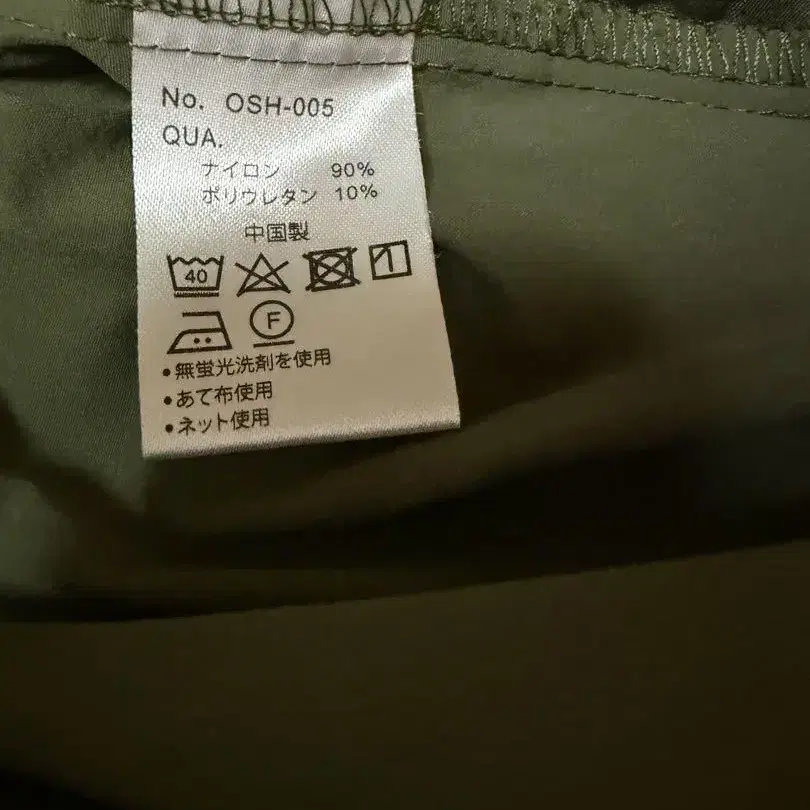 No. OSH-005
QUA.
ナイロン 90%
ポリウレタン 10%
中国製
40
F
•無蛍光洗剤を使用
•あて布使用
•ネット使用